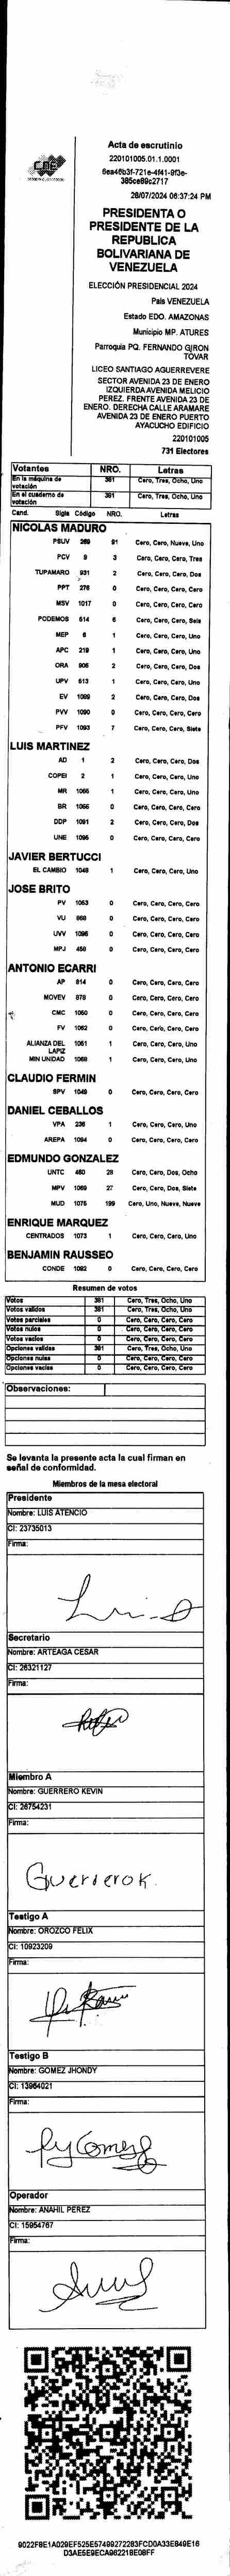 CNE
Acta de escrutinio
220101005.01.1.0001
6ea46b3f-721e-4f41-9f3e-
385ce89c2717
28/07/2024 06:37:24 PM
PRESIDENTA O
PRESIDENTE DE LA
REPUBLICA
BOLIVARIANA DE
VENEZUELA
ELECCIÓN PRESIDENCIAL 2024
País VENEZUELA
Estado EDO. AMAZONAS
Municipio MP. ATURES
Parroquia PQ. FERNANDO GIRON
TOVAR
LICEO SANTIAGO AGUERREVERE
SECTOR AVENIDA 23 DE ENERO
IZQUIERDA AVENIDA MELICIO
PEREZ. FRENTE AVENIDA 23 DE
ENERO. DERECHA CALLE ARAMARE
AVENIDA 23 DE ENERO PUERTO
AYACUCHO EDIFICIO
220101005
731 Electores
Votantes NRO. Letras
En la máquina de votación 381 Cero, Tres, Ocho, Uno
En el cuaderno de votación 381 Cero, Tres, Ocho, Uno
Cand. Sigla Código NRO. Letras
NICOLAS MADURO
PSUV 269 91 Cero, Cero, Nueve, Uno
PCV 9 3 Cero, Cero, Cero, Tres
TUPAMARO 931 2 Cero, Cero, Cero, Dos
PPT 276 0 Cero, Cero, Cero, Cero
MSV 1017 0 Cero, Cero, Cero, Cero
PODEMOS 514 6 Cero, Cero, Cero, Seis
MEP 6 1 Cero, Cero, Cero, Uno
APC 219 1 Cero, Cero, Cero, Uno
ORA 906 2 Cero, Cero, Cero, Dos
UPV 613 1 Cero, Cero, Cero, Uno
EV 1089 2 Cero, Cero, Cero, Dos
PVV 1090 0 Cero, Cero, Cero, Cero
PFV 1093 7 Cero, Cero, Cero, Siete
LUIS MARTINEZ
AD 1 2 Cero, Cero, Cero, Dos
COPEI 2 1 Cero, Cero, Cero, Uno
MR 1065 1 Cero, Cero, Cero, Uno
BR 1066 0 Cero, Cero, Cero, Cero
DDP 1091 2 Cero, Cero, Cero, Dos
UNE 1096 0 Cero, Cero, Cero, Cero
JAVIER BERTUCCI
EL CAMBIO 1048 1 Cero, Cero, Cero, Uno
JOSE BRITO
PV 1063 0 Cero, Cero, Cero, Cero
VU 868 0 Cero, Cero, Cero, Cero
UVV 0 Cero, Cero, Cero, Cero
MPJ 458 0 Cero, Cero, Cero, Cero
ANTONIO ECARRI
AP 814 0 Cero, Cero, Cero, Cero
MOVEV 878 0 Cero, Cero, Cero, Cero
CMC 1050 0 Cero, Cero, Cero, Cero
FV 1062 0 Cero, Cero, Cero, Cero
ALIANZA DEL LAPIZ 1061 1 Cero, Cero, Cero, Uno
MIN UNIDAD 1068 1 Cero, Cero, Cero, Uno
CLAUDIO FERMIN
SPV 1049 0 Cero, Cero, Cero, Cero
DANIEL CEBALLOS
VPA 236 1 Cero, Cero, Cero, Uno
AREPA 1094 0 Cero, Cero, Cero, Cero
EDMUNDO GONZALEZ
UNTC 460 28 Cero, Cero, Dos, Ocho
MPV 1069 27 Cero, Cero, Dos, Siete
MUD 1075 199 Cero, Uno, Nueve, Nueve
ENRIQUE MARQUEZ
CENTRADOS 1073 1 Cero, Cero, Cero, Uno
BENJAMIN RAUSSEO
CONDE 1092 0 Cero, Cero, Cero, Cero
Resumen de votos
Votos 381 Cero, Tres, Ocho, Uno
Votos validos 381 Cero, Tres, Ocho, Uno
Votos parciales 0 Cero, Cero, Cero, Cero
Votos nulos 0 Cero, Cero, Cero, Cero
Votos vacios 0 Cero, Cero, Cero, Cero
Opciones validas 381 Cero, Tres, Ocho, Uno
Opciones nulas 0 Cero, Cero, Cero, Cero
Opciones vacias 0 Cero, Cero, Cero, Cero
Observaciones:
Se levanta la presente acta la cual firman en
señal de conformidad.
Miembros de la mesa electoral
Presidente
Nombre: LUIS ATENCIO
CI: 23735013
Firma:
Luis
Secretario
Nombre: ARTEAGA CESAR
CI: 26321127
Firma:
Miembro A
Nombre: GUERRERO KEVIN
CI: 26754231
Firma:
Guerrero k.
Testigo A
Nombre: OROZCO FELIX
CI: 10923209
Firma:
Testigo B
Nombre: GOMEZ JHONDY
CI: 13964021
Firma:
Gomez
Operador
Nombre: ANAHIL PEREZ
CI: 15954767
Firma:
9022F8E1A029EF525E57499272283FCD0A33E849E16
D3AE5E9ECA962218E08FF